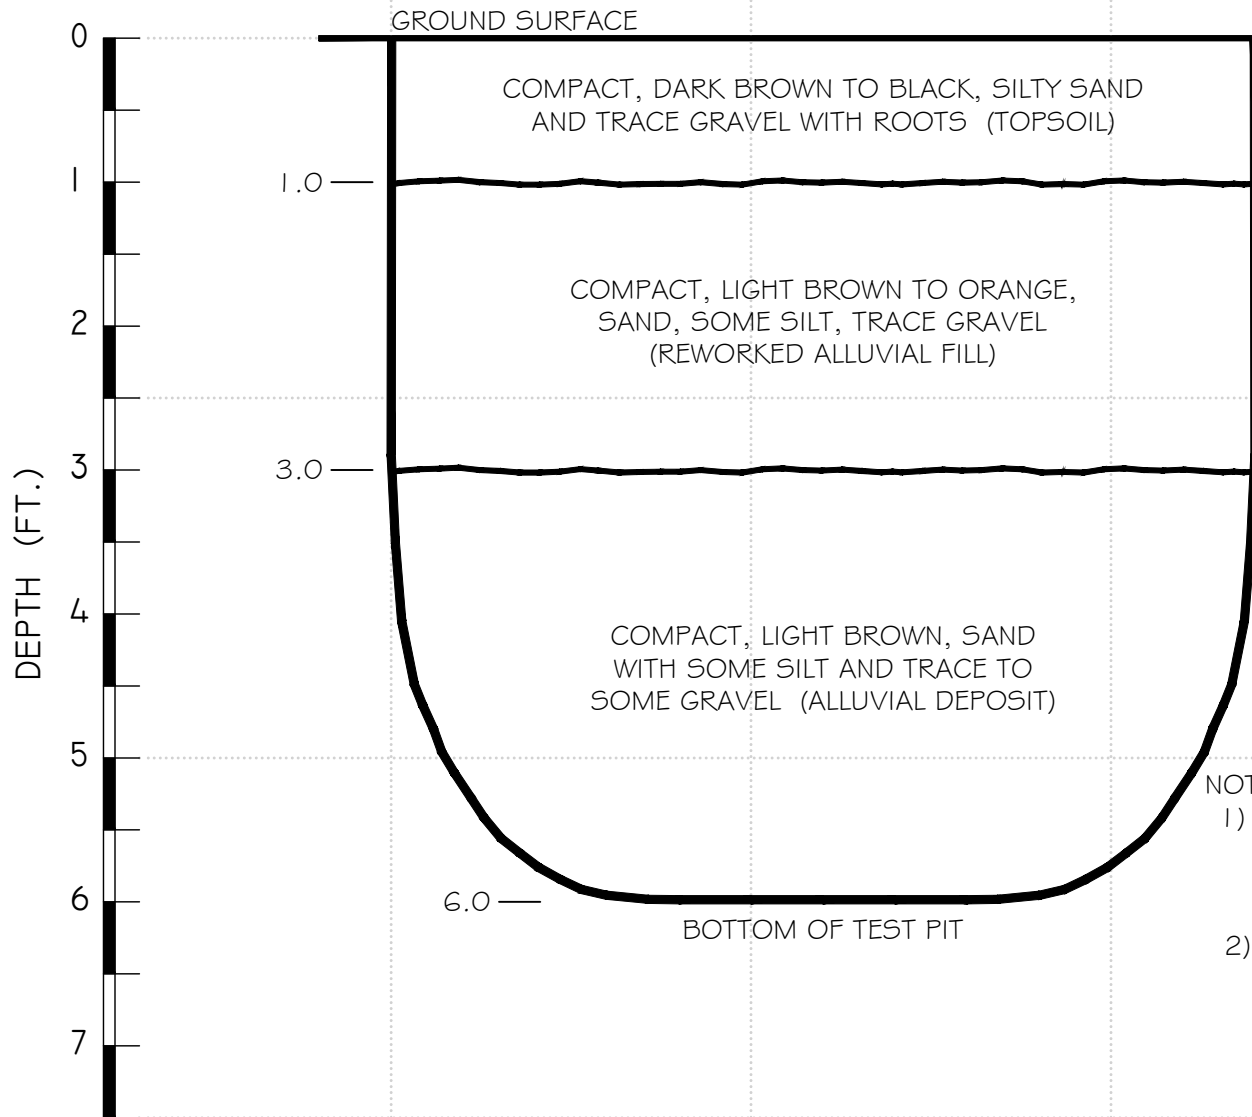 GROUND SURFACE
0
COMPACT, DARK BROWN TO BLACK, SILTY SAND
AND TRACE GRAVEL WITH ROOTS (TOPSOIL)
1
1.0
COMPACT, LIGHT BROWN TO ORANGE,
SAND, SOME SILT, TRACE GRAVEL
(REWORKED ALLUVIAL FILL)
2
3
3.0
DEPTH (FT.)
4
COMPACT, LIGHT BROWN, SAND
WITH SOME SILT AND TRACE TO
SOME GRAVEL (ALLUVIAL DEPOSIT)
5
NOT
1)
6
6.0
BOTTOM OF TEST PIT
2)
7